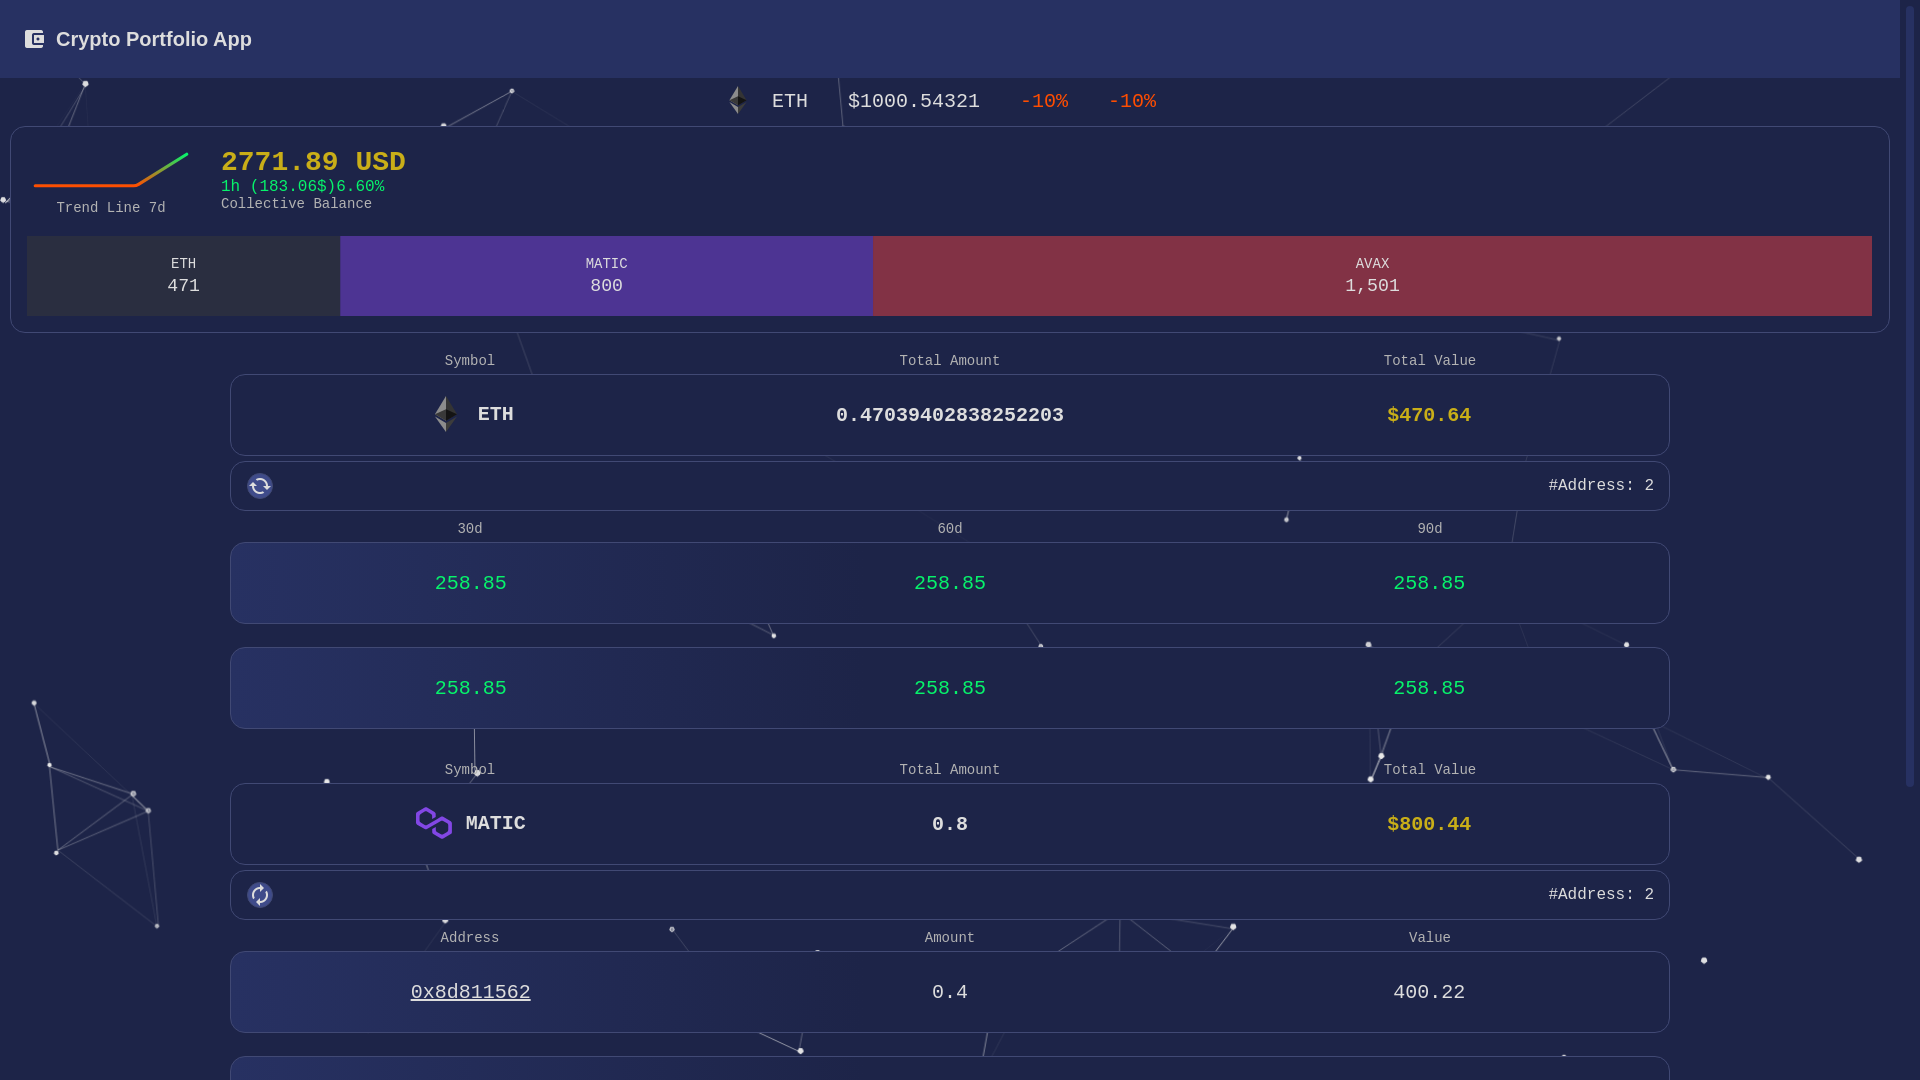 Crypto Portfolio App
ETH $1000.54321 -10% -10%
2771.89 USD
1h (183.06$)6.60%
Collective Balance
Trend Line 7d
ETH MATIC AVAX
471 800 1,501
Symbol Total Amount Total Value
ETH 0.47039402838252203 $470.64
#Address: 2
30d 60d 90d
258.85 258.85 258.85
258.85 258.85 258.85
Symbol Total Amount Total Value
MATIC 0.8 $800.44
#Address: 2
Address Amount Value
0x8d811562 0.4 400.22